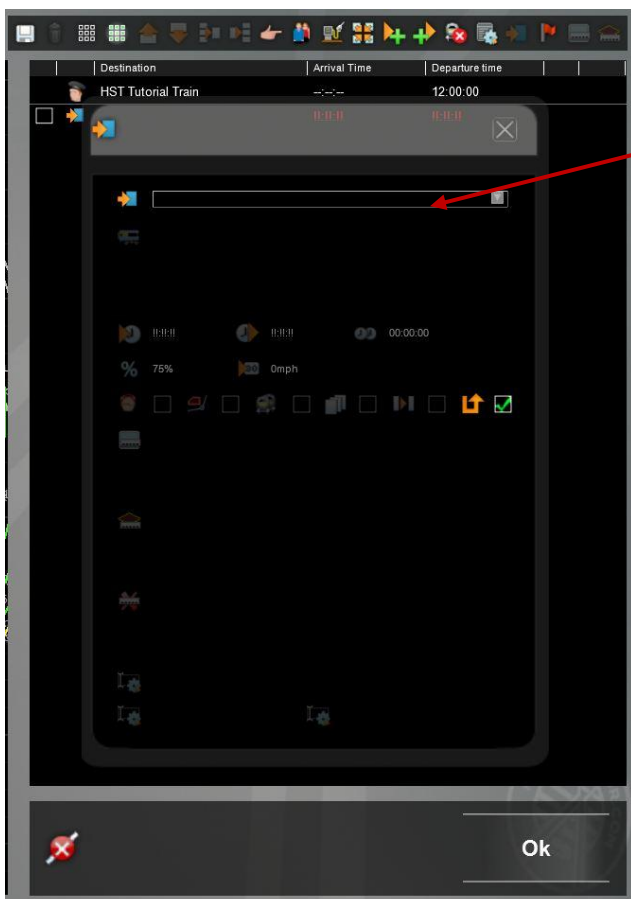 Destination Arrival Time Departure time
HST Tutorial Train --:--:-- 12:00:00
!!:!!:!! !!:!!:!!
!!:!!:!! !!:!!:!! 00:00:00
% 75% 0mph
Ok